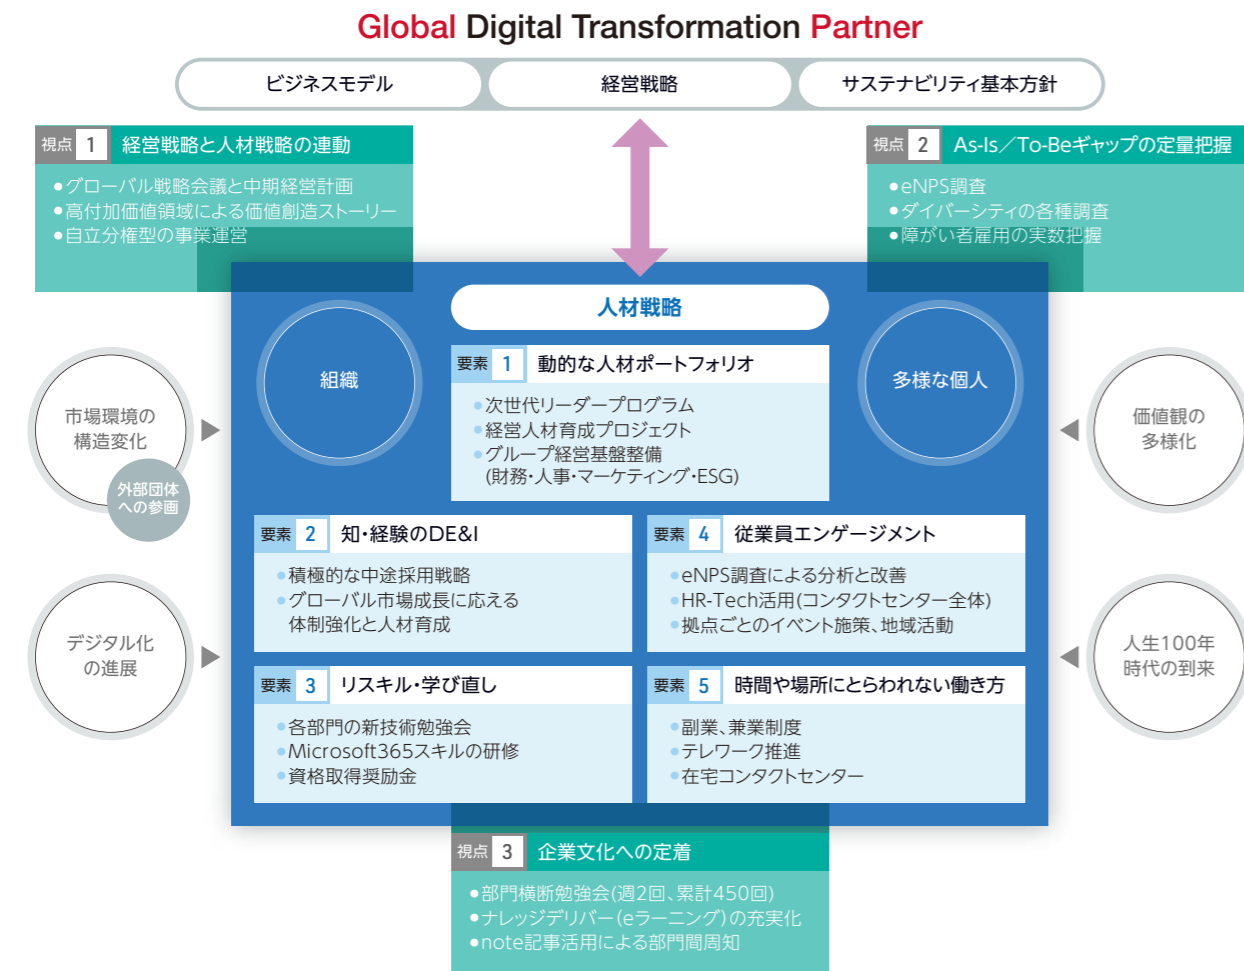 Global Digital Transformation Partner
ビジネスモデル
経営戦略
サステナビリティ基本方針
視点 1 経営戦略と人材戦略の連動
●グローバル戦略会議と中期経営計画
●高付加価値領域による価値創造ストーリー
●自立分権型の事業運営
視点 2 As-Is／To-Beギャップの定量把握
●eNPS調査
●ダイバーシティの各種調査
●障がい者雇用の実数把握
人材戦略
組織
多様な個人
要素 1 動的な人材ポートフォリオ
●次世代リーダープログラム
●経営人材育成プロジェクト
●グループ経営基盤整備
(財務・人事・マーケティング・ESG)
市場環境の
構造変化
外部団体
への参画
価値観の
多様化
要素 2 知・経験のDE&I
●積極的な中途採用戦略
●グローバル市場成長に応える
体制強化と人材育成
要素 4 従業員エンゲージメント
●eNPS調査による分析と改善
●HR-Tech活用(コンタクトセンター全体)
●拠点ごとのイベント施策、地域活動
デジタル化
の進展
人生100年
時代の到来
要素 3 リスキル・学び直し
●各部門の新技術勉強会
●Microsoft365スキルの研修
●資格取得奨励金
要素 5 時間や場所にとらわれない働き方
●副業、兼業制度
●テレワーク推進
●在宅コンタクトセンター
視点 3 企業文化への定着
●部門横断勉強会(週2回、累計450回)
●ナレッジデリバー(eラーニング)の充実化
●note記事活用による部門間周知